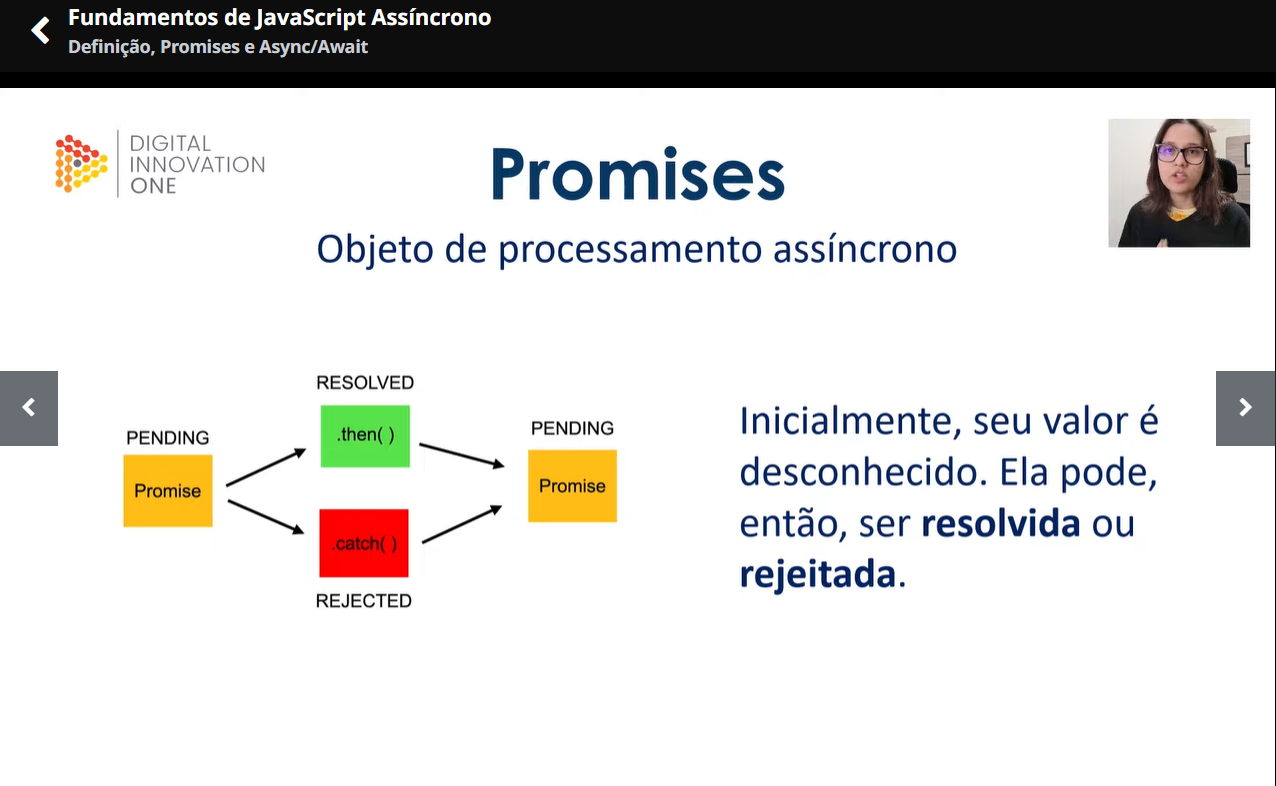 Fundamentos de JavaScript Assíncrono
Definição, Promises e Async/Await
DIGITAL
INNOVATION
ONE
Promises
Objeto de processamento assíncrono
RESOLVED
.then( )
PENDING
Promise
PENDING
Promise
.catch( )
REJECTED
Inicialmente, seu valor é
desconhecido. Ela pode,
então, ser resolvida ou
rejeitada.